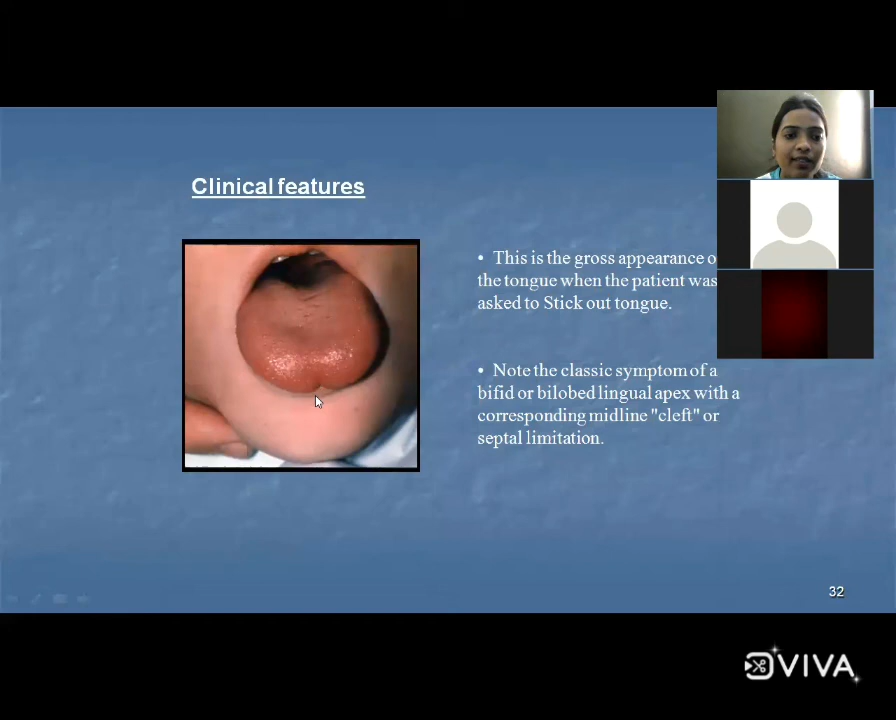 Clinical features
• This is the gross appearance o
the tongue when the patient was
asked to Stick out tongue.
• Note the classic symptom of a
bifid or bilobed lingual apex with a
corresponding midline "cleft" or
septal limitation.
32
VIVA